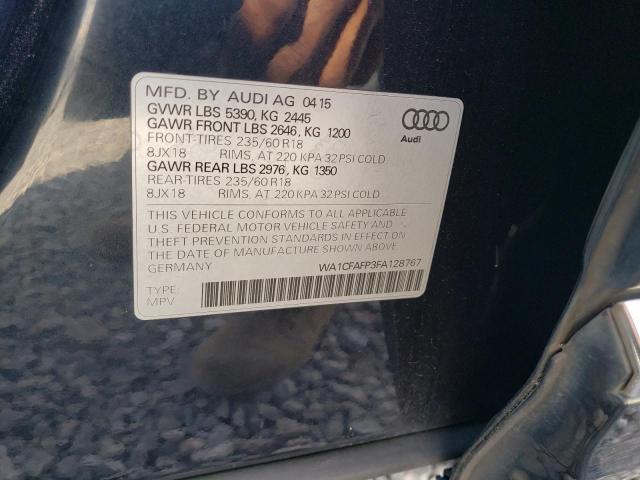 MFD. BY AUDI AG 04 15
GVWR LBS 5390, KG 2445
GAWR FRONT LBS 2646, KG 1200
FRONT-TIRES 235/60 R18
8JX18 RIMS, AT 220 KPA 32 PSI COLD
GAWR REAR LBS 2976, KG 1350
REAR-TIRES 235/60 R18
8JX18 RIMS, AT 220 KPA 32 PSI COLD
Audi
THIS VEHICLE CONFORMS TO ALL APPLICABLE
U.S. FEDERAL MOTOR VEHICLE SAFETY AND
THEFT PREVENTION STANDARDS IN EFFECT ON
THE DATE OF MANUFACTURE SHOWN ABOVE.
GERMANY
WA1CFAFP3FA128767
TYPE:
MPV